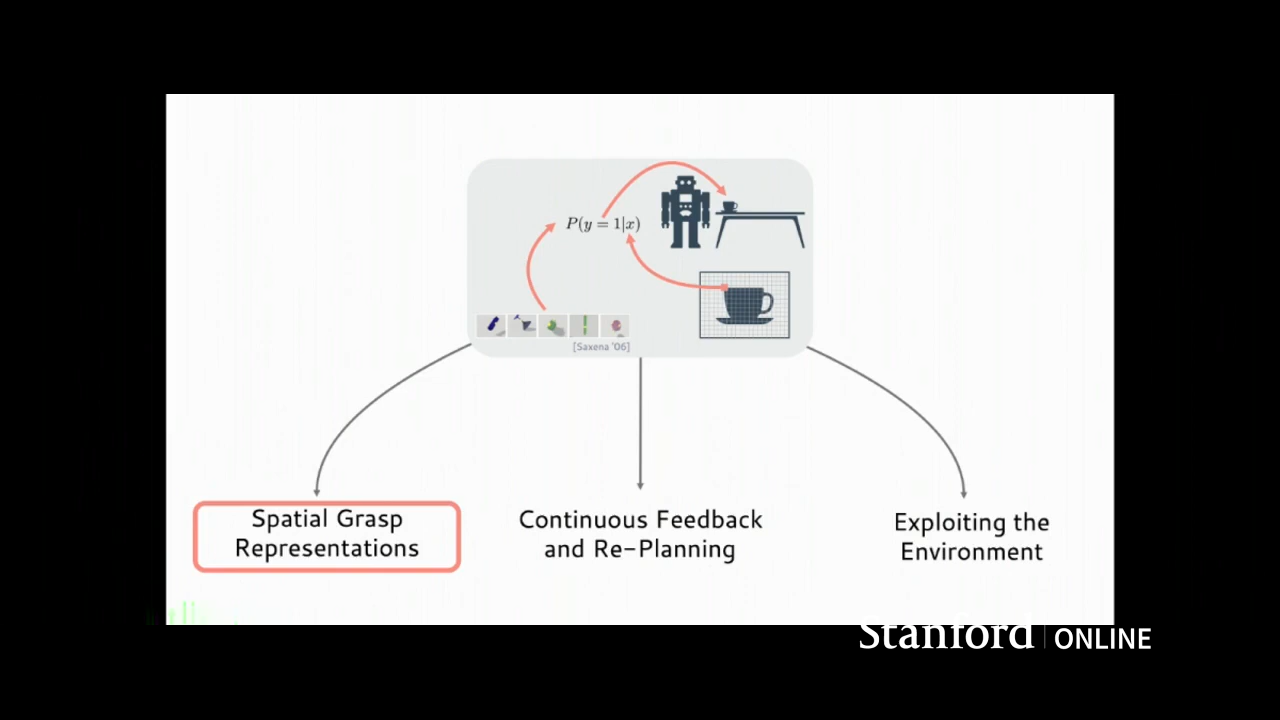 P(y = 1|x)
[Saxena '06]
Spatial Grasp
Representations
Continuous Feedback
and Re-Planning
Exploiting the
Environment
Stanford ONLINE